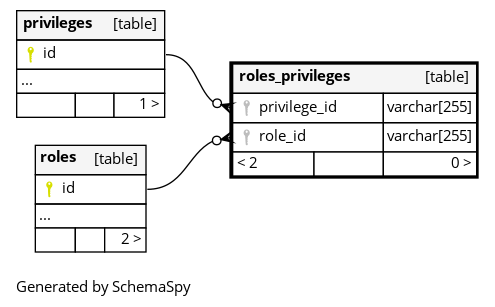 privileges [table]
id
...
1 >
roles_privileges [table]
privilege_id varchar[255]
role_id varchar[255]
< 2 0 >
roles [table]
id
...
2 >
Generated by SchemaSpy